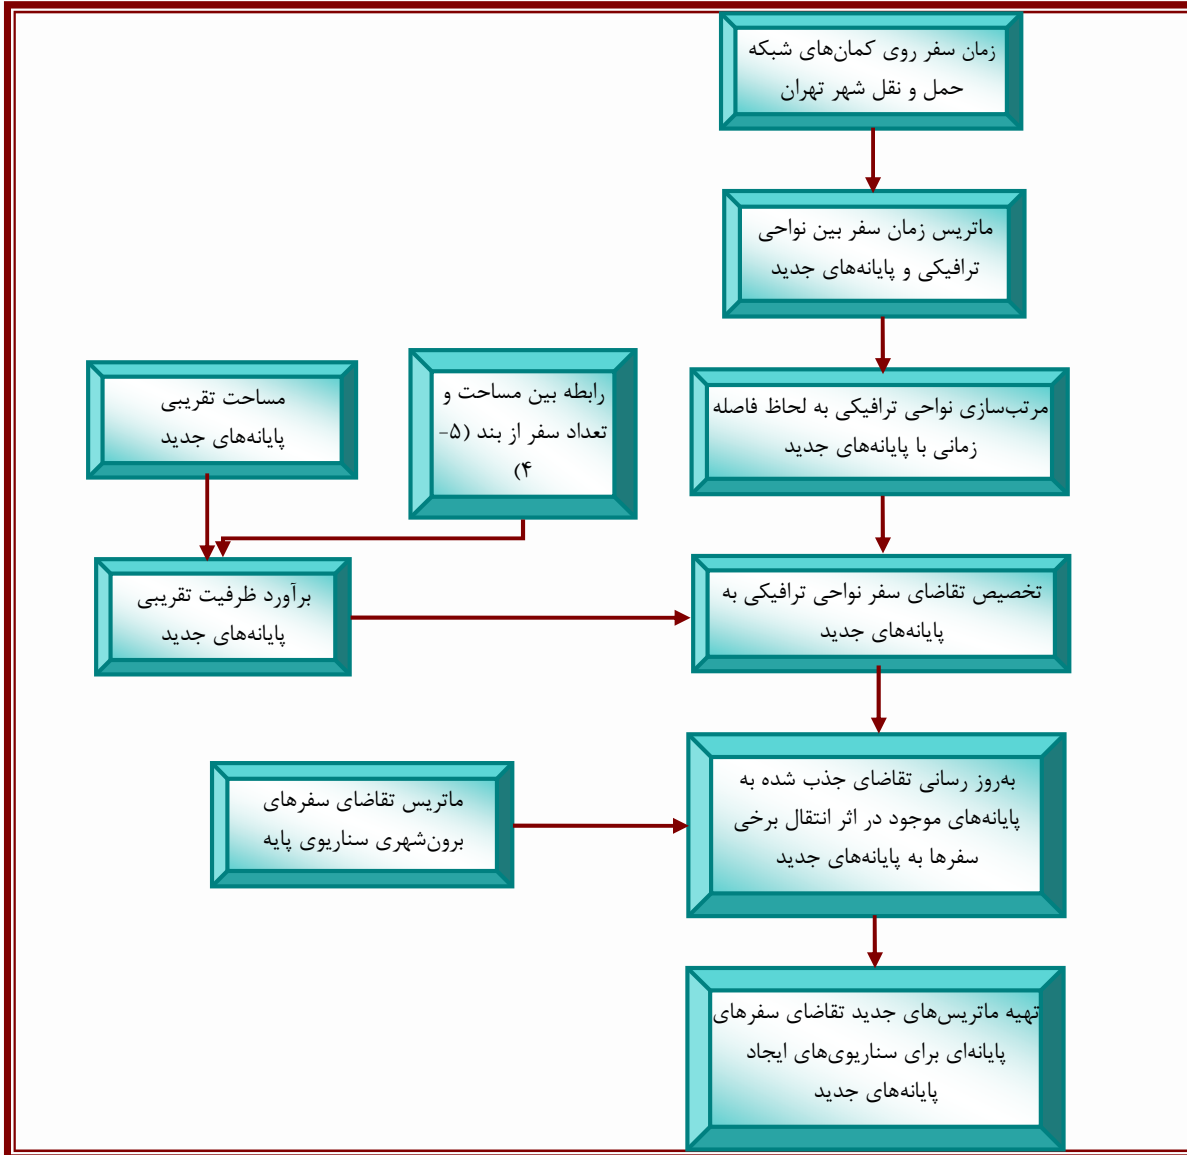 زمان سفر روی کمان‌های شبکه
حمل و نقل شهر تهران
ماتریس زمان سفر بین نواحی
ترافیکی و پایانه‌های جدید
مرتب‌سازی نواحی ترافیکی به لحاظ فاصله
زمانی با پایانه‌های جدید
رابطه بین مساحت و
تعداد سفر از بند (۵-
۴)
مساحت تقریبی
پایانه‌های جدید
برآورد ظرفیت تقریبی
پایانه‌های جدید
تخصیص تقاضای سفر نواحی ترافیکی به
پایانه‌های جدید
به‌روز رسانی تقاضای جذب شده به
پایانه‌های موجود در اثر انتقال برخی
سفرها به پایانه‌های جدید
ماتریس تقاضای سفرهای
برون‌شهری سناریوی پایه
تهیه ماتریس‌های جدید تقاضای سفرهای
پایانه‌ای برای سناریوی‌های ایجاد
پایانه‌های جدید